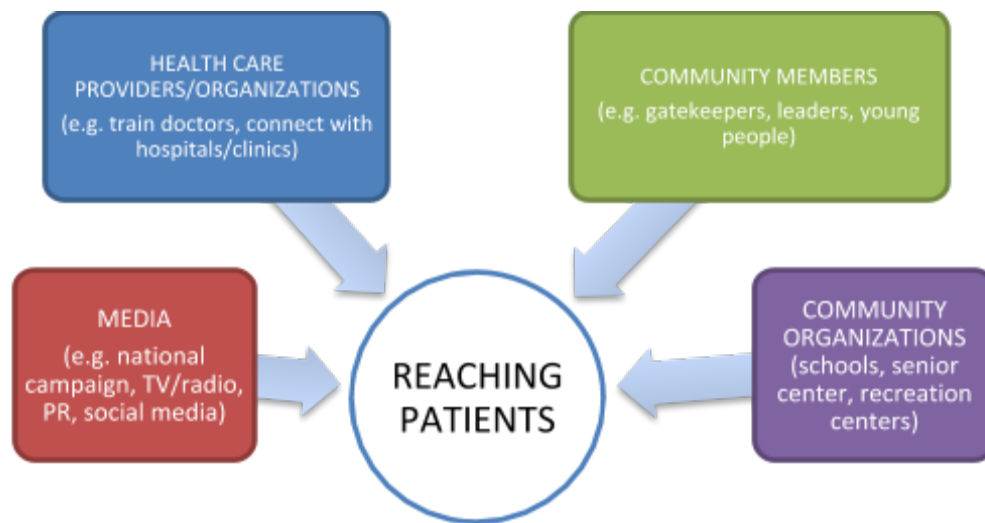 HEALTH CARE
PROVIDERS/ORGANIZATIONS
(e.g. train doctors, connect with
hospitals/clinics)
COMMUNITY MEMBERS
(e.g. gatekeepers, leaders, young
people)
MEDIA
(e.g. national
campaign, TV/radio,
PR, social media)
REACHING
PATIENTS
COMMUNITY
ORGANIZATIONS
(schools, senior
center, recreation
centers)